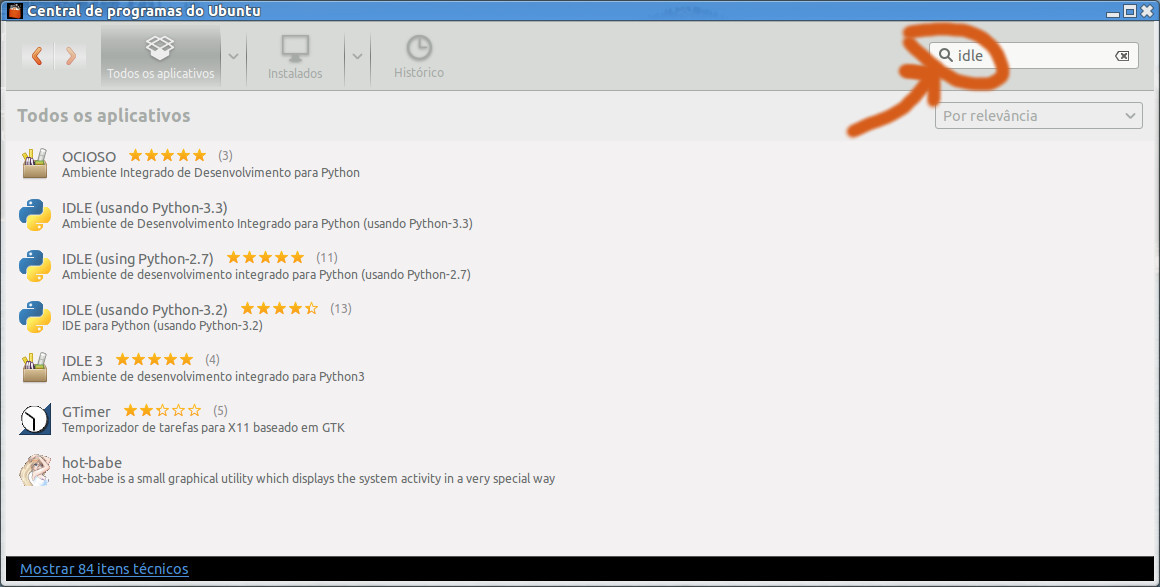 Central de programas do Ubuntu
Todos os aplicativos
Instalados
Histórico
idle
Todos os aplicativos
Por relevância
OCIOSO (3)
Ambiente Integrado de Desenvolvimento para Python
IDLE (usando Python-3.3)
Ambiente de Desenvolvimento Integrado para Python (usando Python-3.3)
IDLE (using Python-2.7) (11)
Ambiente de desenvolvimento integrado para Python (usando Python-2.7)
IDLE (usando Python-3.2) (13)
IDE para Python (usando Python-3.2)
IDLE 3 (4)
Ambiente de desenvolvimento integrado para Python3
GTimer (5)
Temporizador de tarefas para X11 baseado em GTK
hot-babe
Hot-babe is a small graphical utility which displays the system activity in a very special way
Mostrar 84 itens técnicos